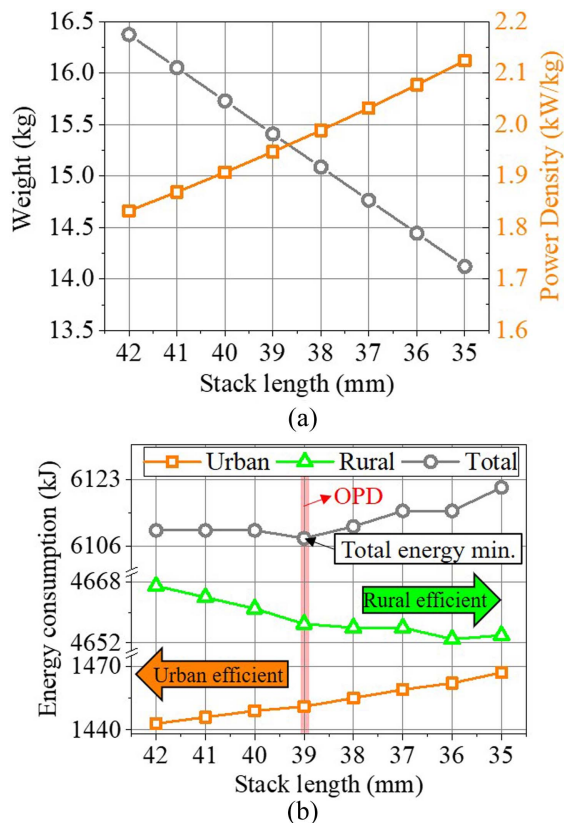 16.5
16.0
15.5
15.0
14.5
14.0
13.5
Weight (kg)
2.2
2.1
2.0
1.9
1.8
1.7
1.6
Power Density (kW/kg)
42 41 40 39 38 37 36 35
Stack length (mm)
(a)
Urban Rural Total
6123
6106
4668
4652
1470
1440
Energy consumption (kJ)
OPD
Total energy min.
Rural efficient
Urban efficient
42 41 40 39 38 37 36 35
Stack length (mm)
(b)